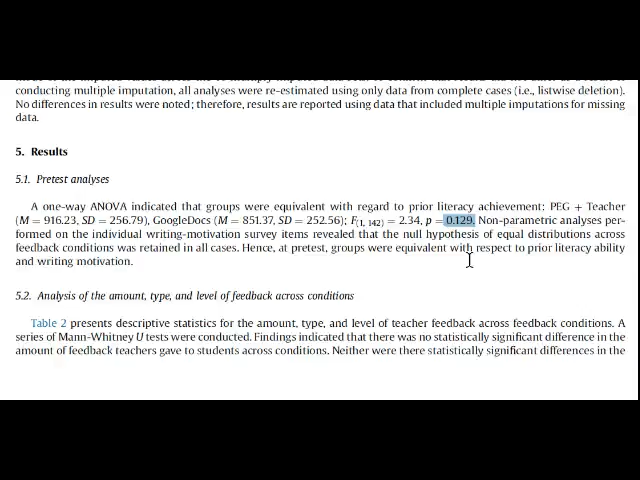 conducting multiple imputation, all analyses were re-estimated using only data from complete cases (i.e., listwise deletion).
No differences in results were noted; therefore, results are reported using data that included multiple imputations for missing
data.
5. Results
5.1. Pretest analyses
A one-way ANOVA indicated that groups were equivalent with regard to prior literacy achievement: PEG + Teacher
(M = 916.23, SD = 256.79), GoogleDocs (M = 851.37, SD = 252.56); F(1, 142) = 2.34, p = 0.129. Non-parametric analyses per-
formed on the individual writing-motivation survey items revealed that the null hypothesis of equal distributions across
feedback conditions was retained in all cases. Hence, at pretest, groups were equivalent with respect to prior literacy ability
and writing motivation.
5.2. Analysis of the amount, type, and level of feedback across conditions
Table 2 presents descriptive statistics for the amount, type, and level of teacher feedback across feedback conditions. A
series of Mann-Whitney U tests were conducted. Findings indicated that there was no statistically significant difference in the
amount of feedback teachers gave to students across conditions. Neither were there statistically significant differences in the